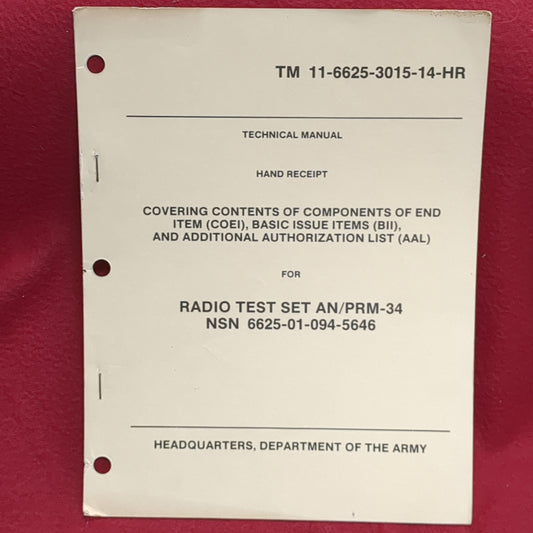 TM 11-6625-3015-14-HR
TECHNICAL MANUAL
HAND RECEIPT
COVERING CONTENTS OF COMPONENTS OF END
ITEM (COEI), BASIC ISSUE ITEMS (BII),
AND ADDITIONAL AUTHORIZATION LIST (AAL)
FOR
RADIO TEST SET AN/PRM-34
NSN 6625-01-094-5646
HEADQUARTERS, DEPARTMENT OF THE ARMY